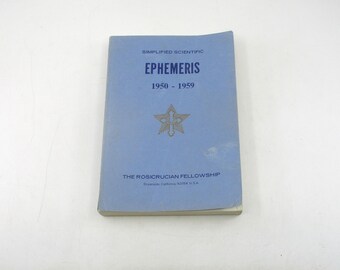 SIMPLIFIED SCIENTIFIC
EPHEMERIS
1950 - 1959
THE ROSICRUCIAN FELLOWSHIP